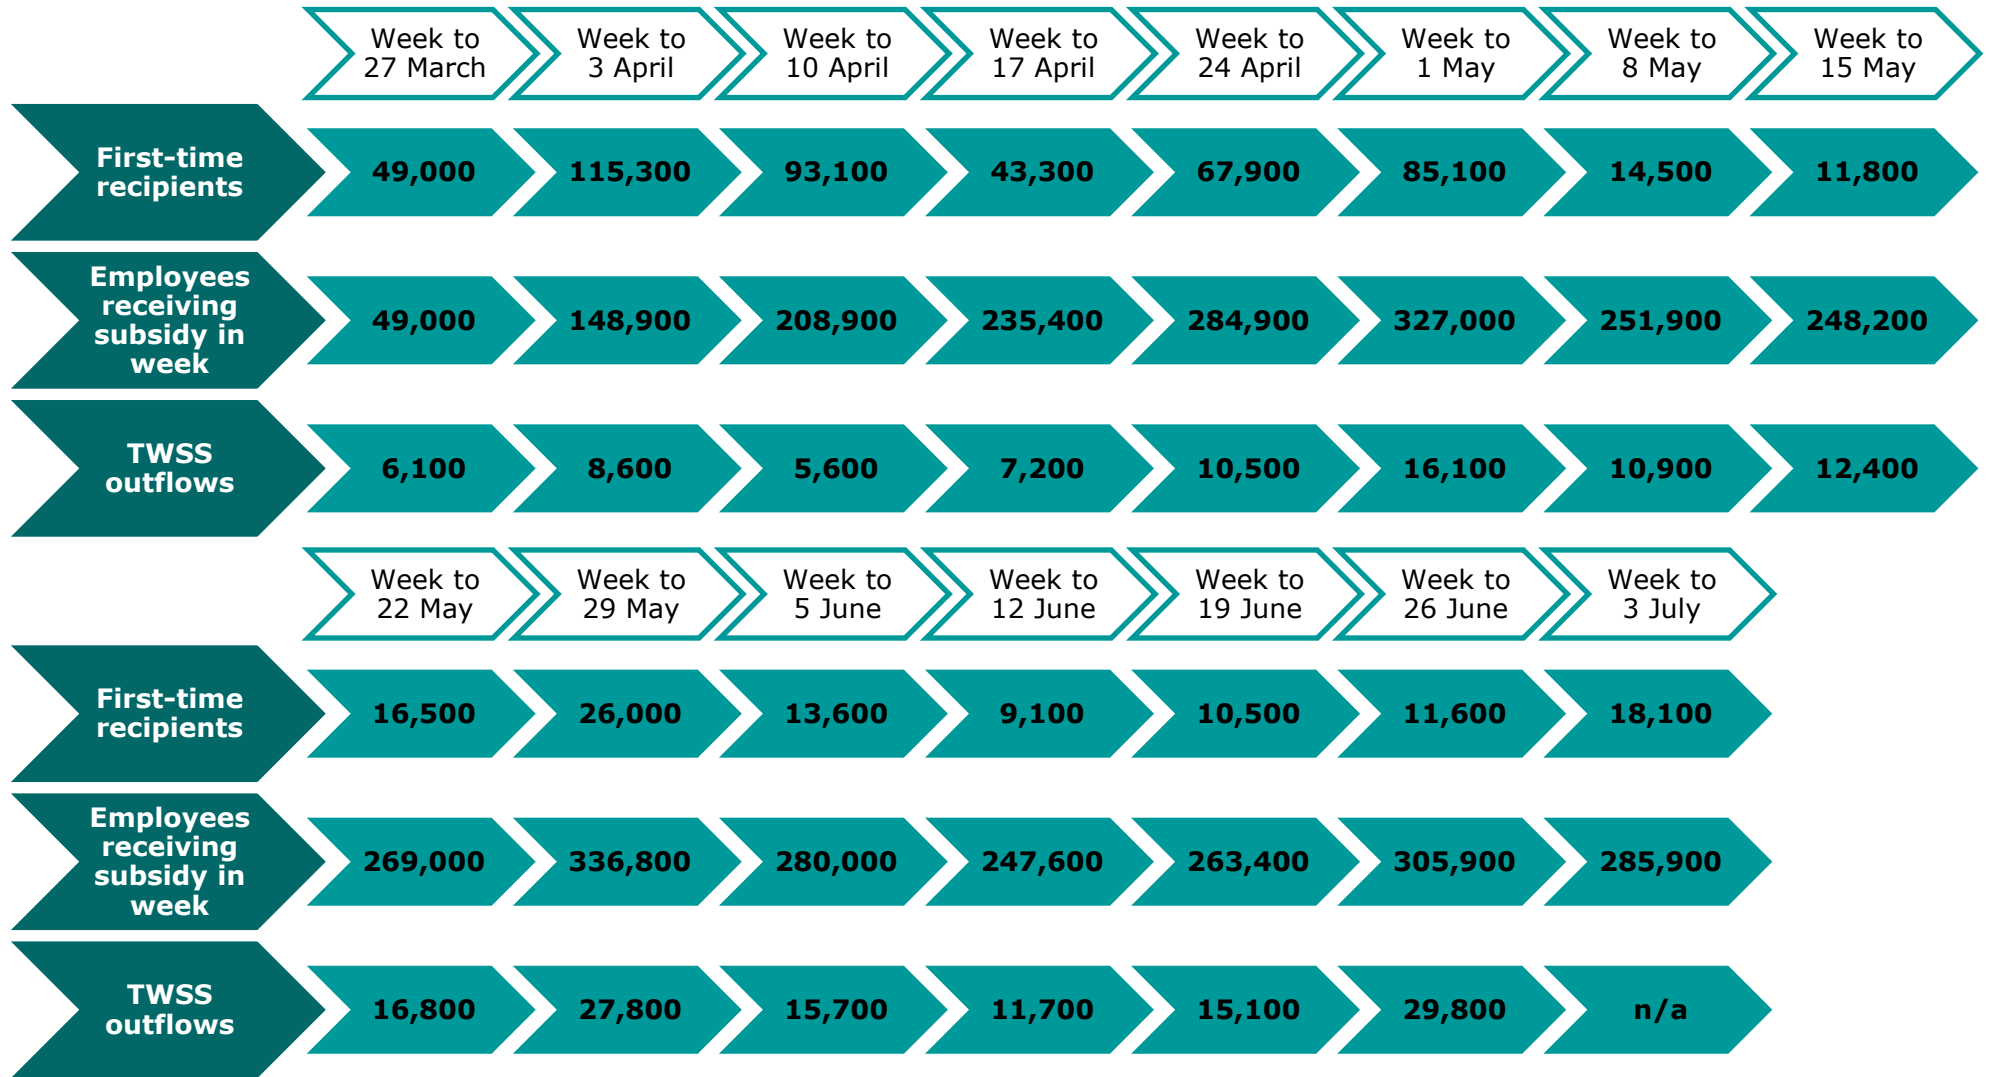 Week to
27 March
Week to
3 April
Week to
10 April
Week to
17 April
Week to
24 April
Week to
1 May
Week to
8 May
Week to
15 May
First-time
recipients
49,000
115,300
93,100
43,300
67,900
85,100
14,500
11,800
Employees
receiving
subsidy in
week
49,000
148,900
208,900
235,400
284,900
327,000
251,900
248,200
TWSS
outflows
6,100
8,600
5,600
7,200
10,500
16,100
10,900
12,400
Week to
22 May
Week to
29 May
Week to
5 June
Week to
12 June
Week to
19 June
Week to
26 June
Week to
3 July
First-time
recipients
16,500
26,000
13,600
9,100
10,500
11,600
18,100
Employees
receiving
subsidy in
week
269,000
336,800
280,000
247,600
263,400
305,900
285,900
TWSS
outflows
16,800
27,800
15,700
11,700
15,100
29,800
n/a